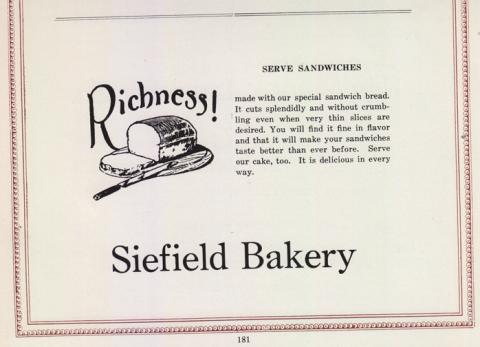 Richness!
SERVE SANDWICHES
made with our special sandwich bread.
It cuts splendidly and without crumb-
ling even when very thin slices are
desired. You will find it fine in flavor
and that it will make your sandwiches
taste better than ever before. Serve
our cake, too. It is delicious in every
way.
Siefield Bakery
181